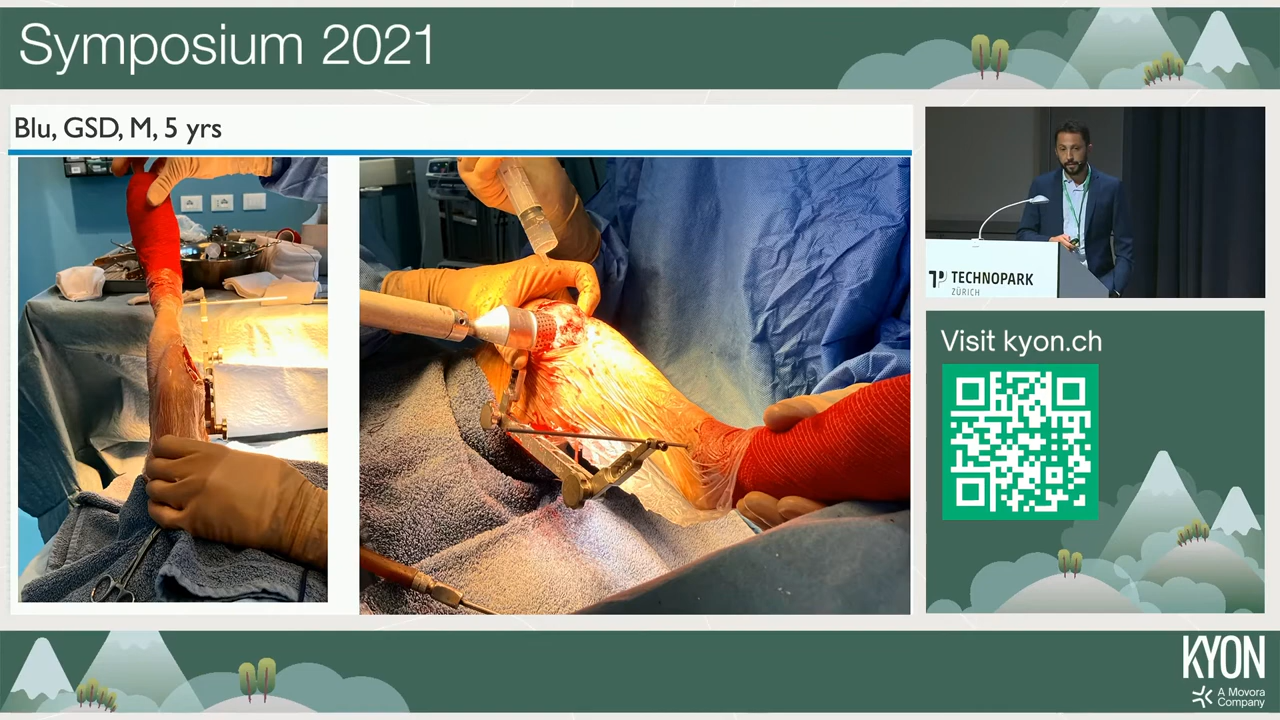 Symposium 2021
Blu, GSD, M, 5 yrs
TECHNOPARK
ZÜRICH
Visit kyon.ch
KYON
A Movora
Company